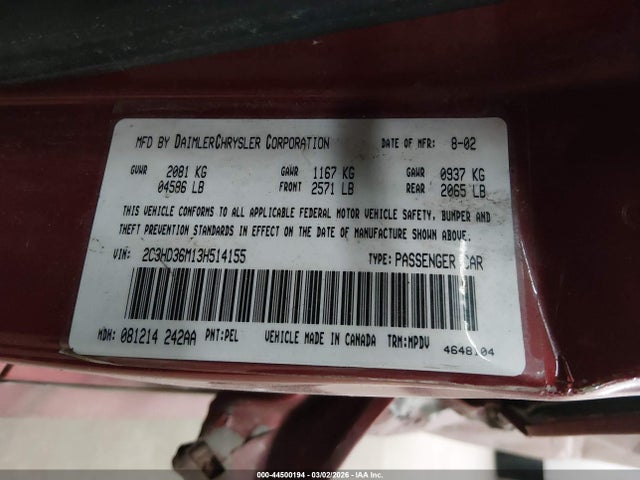 MFD BY DAIMLERCHRYSLER CORPORATION DATE OF MFR: 8-02
GVWR 2081 KG GAWR 1167 KG GAWR 0937 KG
04586 LB FRONT 2571 LB REAR 2065 LB
THIS VEHICLE CONFORMS TO ALL APPLICABLE FEDERAL MOTOR VEHICLE SAFETY, BUMPER AND
THEFT PREVENTION STANDARDS IN EFFECT ON THE DATE OF MANUFACTURE SHOWN ABOVE.
VIN: 2C3HD36M13H514155 TYPE: PASSENGER CAR
MDH: 081214 242AA PNT: PEL VEHICLE MADE IN CANADA TRM: MPDV 4648104
000-44500194 | 03/02/2026 – IAA Inc.